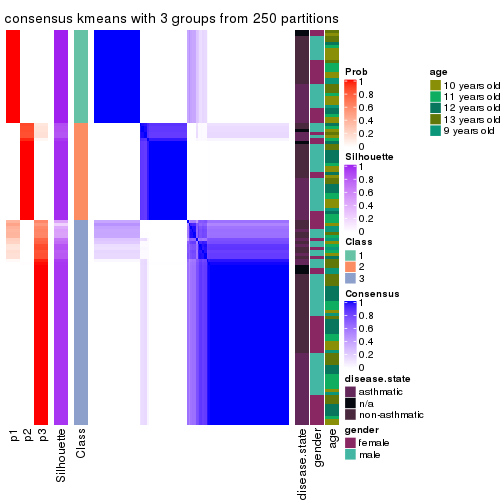 consensus kmeans with 3 groups from 250 partitions
Prob
1
0.8
0.6
0.4
0.2
0
Silhouette
1
0.8
0.6
0.4
0.2
0
Class
1
2
3
Consensus
1
0.8
0.6
0.4
0.2
0
disease.state
asthmatic
n/a
non-asthmatic
gender
female
male
age
10 years old
11 years old
12 years old
13 years old
9 years old
p1
p2
p3
Silhouette
Class
disease.state
gender
age